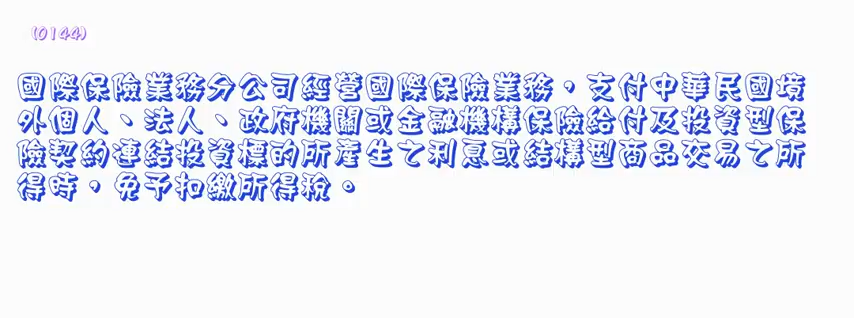 (0144)
國際保險業務分公司經營國際保險業務，支付中華民國境
外個人、法人、政府機關或金融機構保險給付及投資型保
險契約連結投資標的所產生之利息或結構型商品交易之所
得時，免予扣繳所得稅。